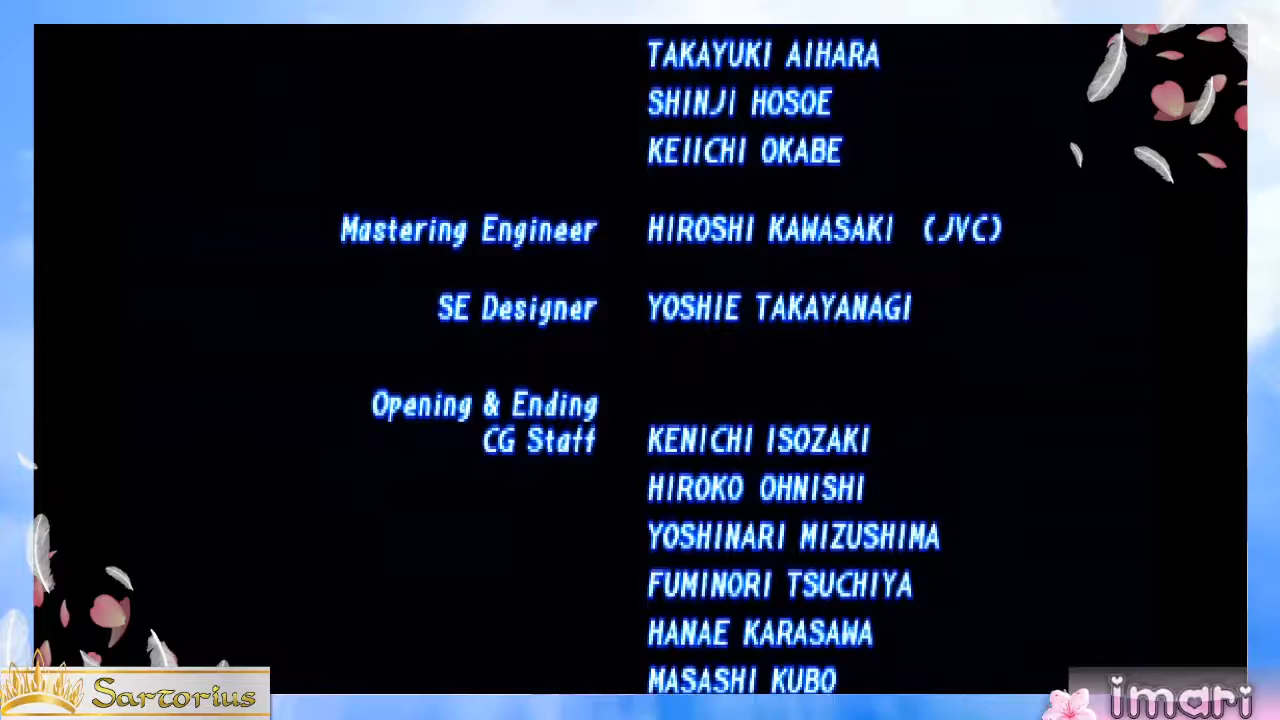 TAKAYUKI AIHARA
SHINJI HOSOE
KEIICHI OKABE
Mastering Engineer HIROSHI KAWASAKI (JVC)
SE Designer YOSHIE TAKAYANAGI
Opening & Ending
CG Staff KENICHI ISOZAKI
HIROKO OHNISHI
YOSHINARI MIZUSHIMA
FUMINORI TSUCHIYA
HANAE KARASAWA
MASASHI KUBO
Sartorius
imari